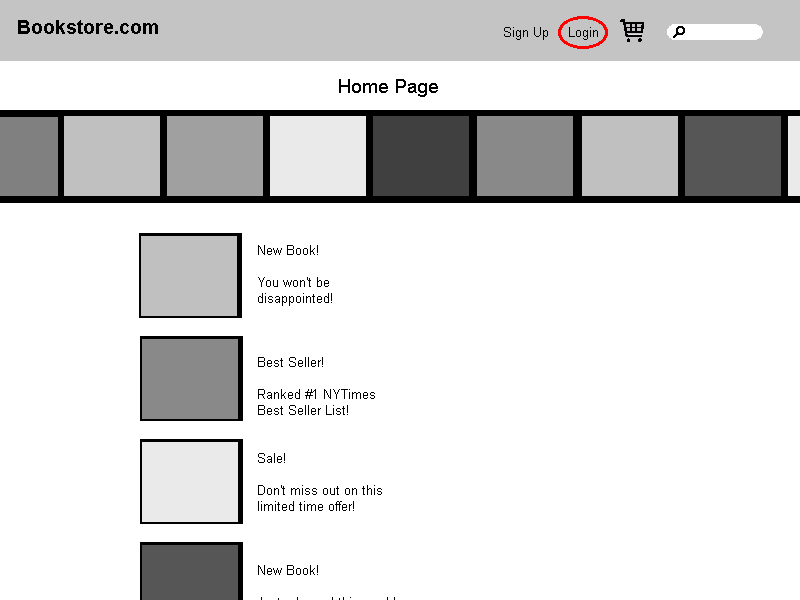 Bookstore.com
Sign Up
Login
Home Page
New Book!
You won't be
disappointed!
Best Seller!
Ranked #1 NYTimes
Best Seller List!
Sale!
Don't miss out on this
limited time offer!
New Book!